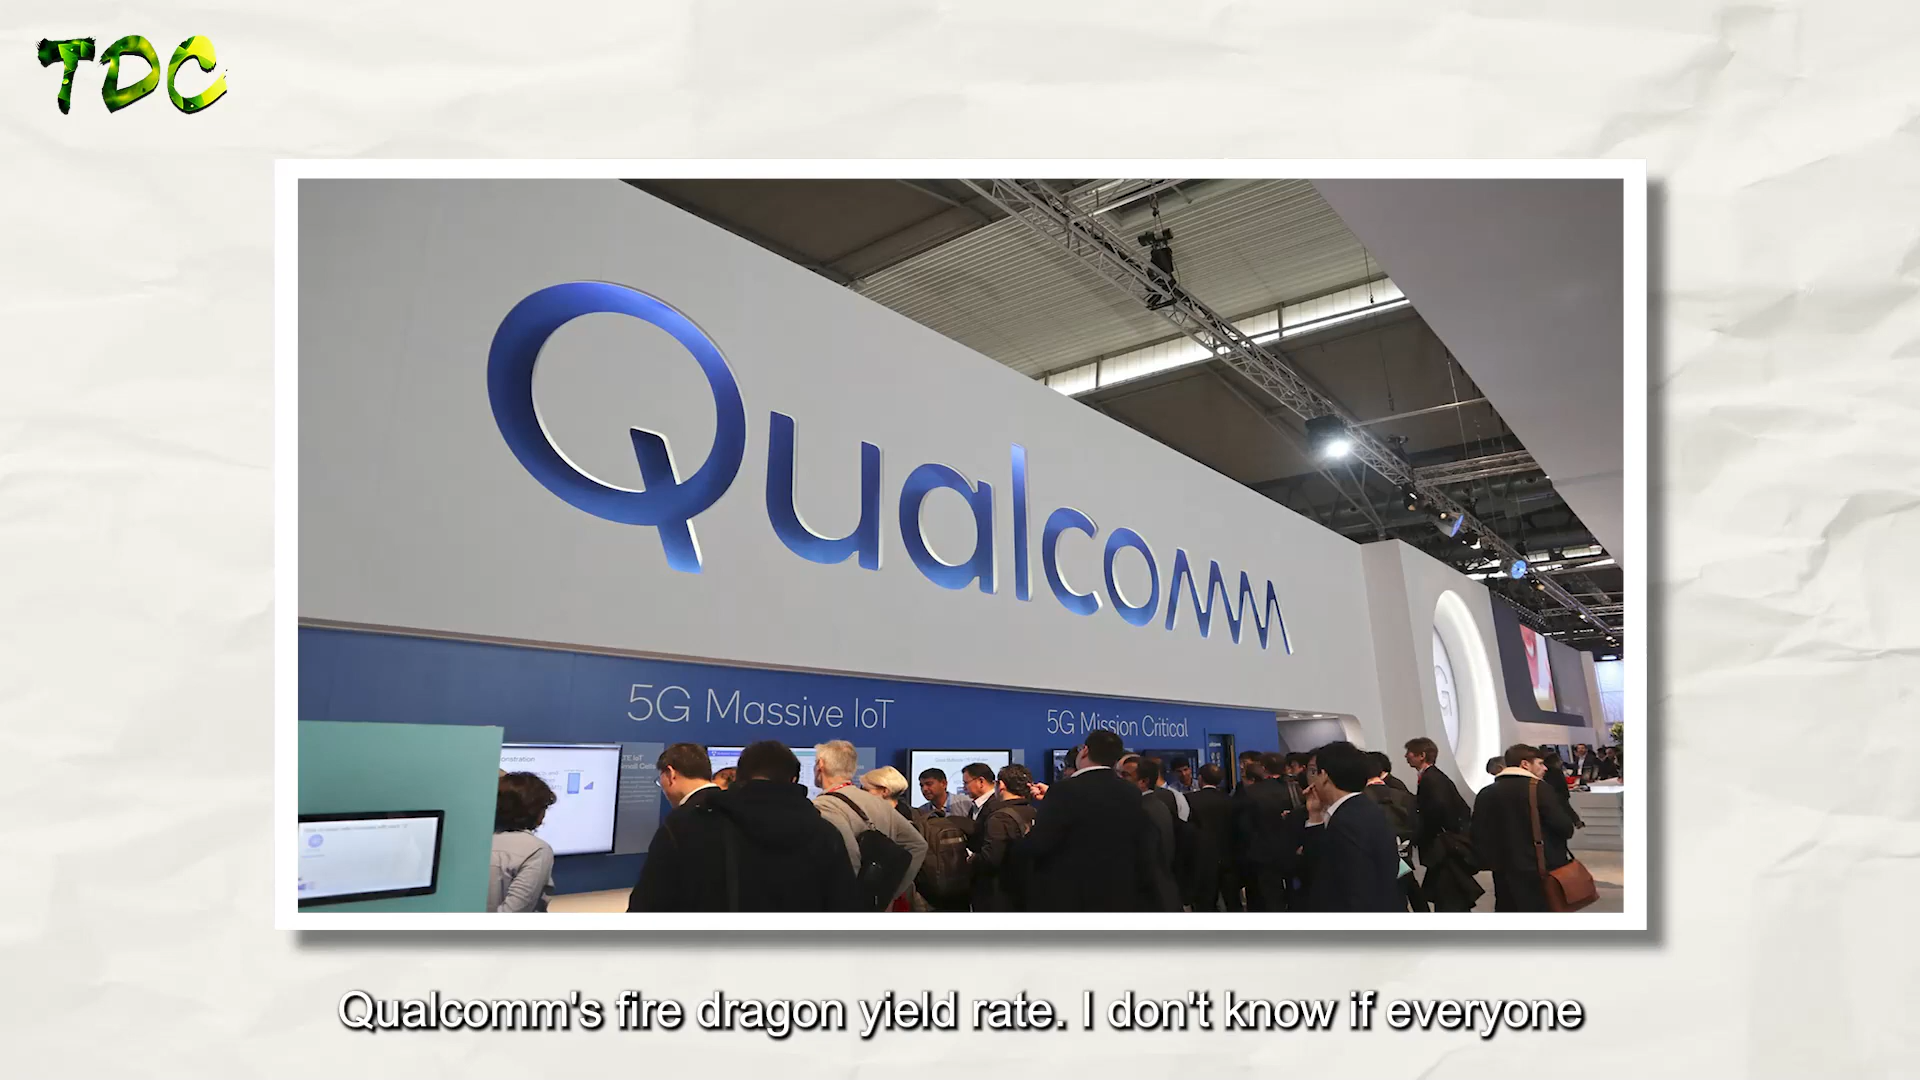 TDC
Qualcomm
5G Massive IoT
5G Mission Critical
Qualcomm's fire dragon yield rate. I don't know if everyone